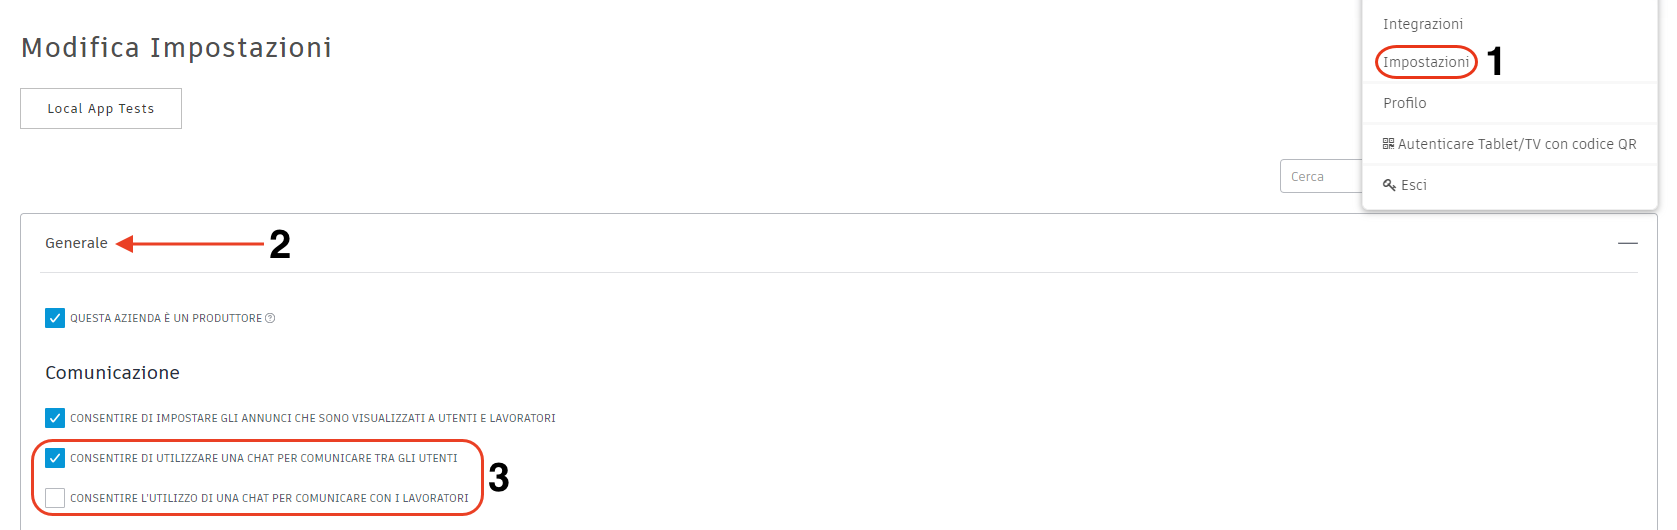 Modifica Impostazioni
Local App Tests
Integrazioni
Impostazioni 1
Profilo
Autenticare Tablet/TV con codice QR
Esci
Cerca
Generale 2
QUESTA AZIENDA È UN PRODUTTORE ?
Comunicazione
CONSENTIRE DI IMPOSTARE GLI ANNUNCI CHE SONO VISUALIZZATI A UTENTI E LAVORATORI
CONSENTIRE DI UTILIZZARE UNA CHAT PER COMUNICARE TRA GLI UTENTI
3
CONSENTIRE L'UTILIZZO DI UNA CHAT PER COMUNICARE CON I LAVORATORI